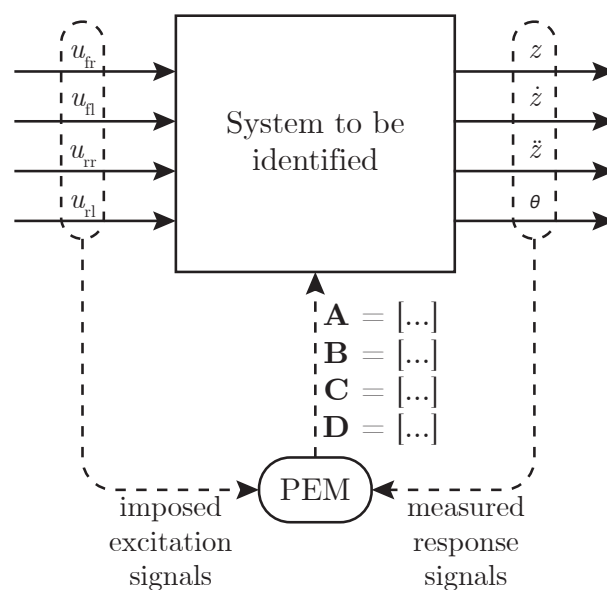 u_fr
u_fl
u_rr
u_rl
System to be
identified
z
ż
z̈
θ
A = [...]
B = [...]
C = [...]
D = [...]
PEM
imposed
excitation
signals
measured
response
signals